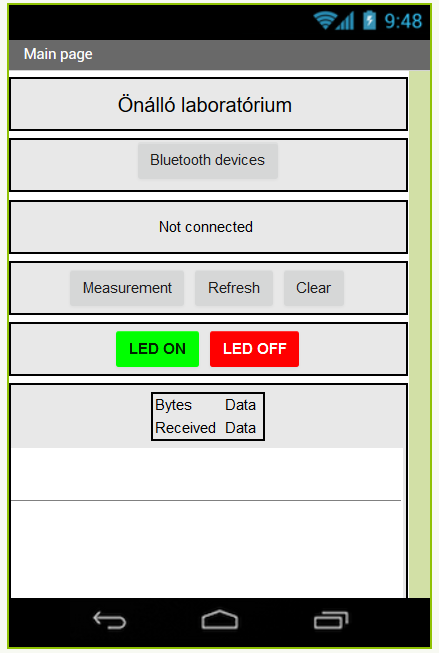 9:48
Main page
Önálló laboratórium
Bluetooth devices
Not connected
Measurement Refresh Clear
LED ON LED OFF
Bytes Data
Received Data